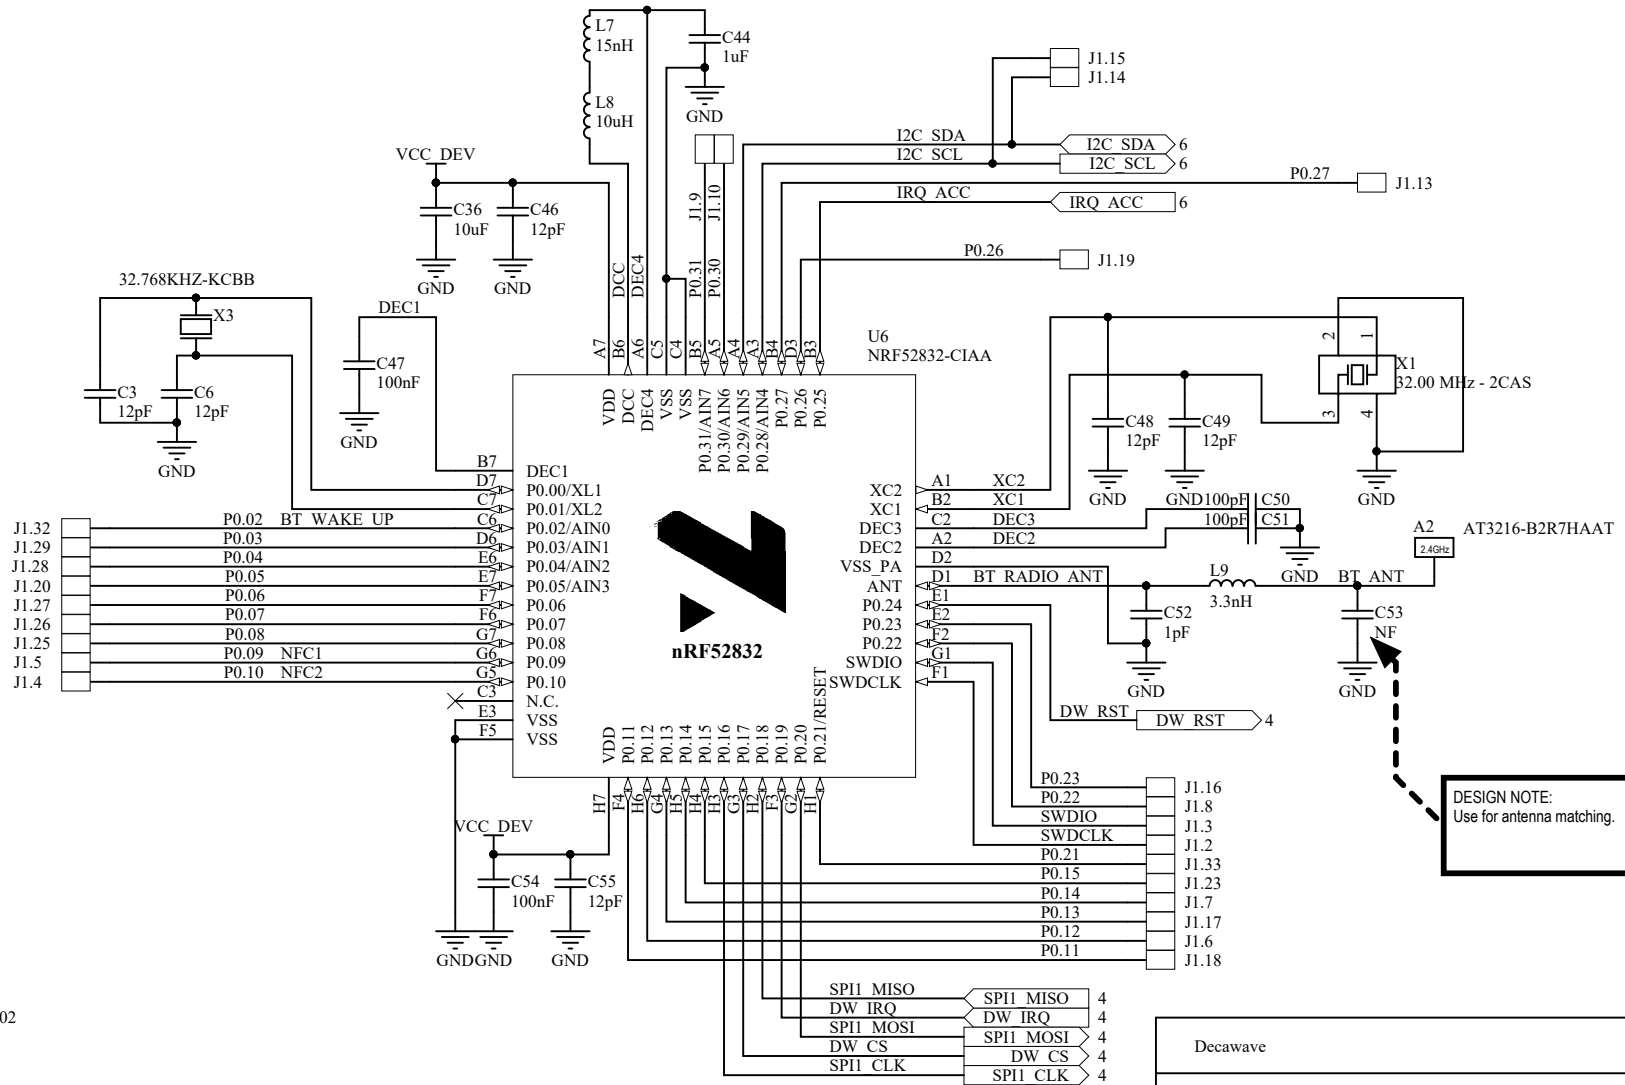 L7
15nH
C44
1uF
L8
10uH
GND
J1.15
J1.14
I2C_SDA
I2C_SCL
I2C_SDA 6
I2C_SCL 6
P0.27
J1.13
IRQ_ACC
IRQ_ACC 6
P0.26
J1.19
VCC_DEV
C36
10uF
C46
12pF
GND
GND
J1.9
J1.10
P0.31
P0.30
DCC
DEC4
32.768KHZ-KCBB
X3
DEC1
C47
100nF
GND
C3
12pF
C6
12pF
GND
A7
B6
A6
C5
C4
B5
A5
A4
A3
B4
D3
B3
U6
NRF52832-CIAA
VDD
DCC
DEC4
VSS
VSS
P0.31/AIN7
P0.30/AIN6
P0.29/AIN5
P0.28/AIN4
P0.27
P0.26
P0.25
2
1
3
4
X1
32.00 MHz - 2CAS
C48
12pF
C49
12pF
GND
GND
GND
B7
DEC1
D7
P0.00/XL1
C7
P0.01/XL2
J1.32
P0.02 BT_WAKE_UP
C6
P0.02/AIN0
J1.29
P0.03
D6
P0.03/AIN1
J1.28
P0.04
E6
P0.04/AIN2
J1.20
P0.05
E7
P0.05/AIN3
J1.27
P0.06
F7
P0.06
J1.26
P0.07
F6
P0.07
J1.25
P0.08
G7
P0.08
J1.5
P0.09 NFC1
G6
P0.09
J1.4
P0.10 NFC2
G5
P0.10
C3
N.C.
E3
VSS
F5
VSS
nRF52832
XC2
A1
XC2
XC1
B2
XC1
DEC3
C2
DEC3
100pF
C50
DEC2
A2
DEC2
100pF
C51
GND
VSS_PA
D2
ANT
D1
BT_RADIO_ANT
P0.24
E1
P0.23
E2
P0.22
F2
SWDIO
G1
SWDCLK
F1
L9
3.3nH
BT_ANT
A2
2.4GHz
AT3216-B2R7HAAT
C52
1pF
GND
C53
NF
GND
DW_RST
DW_RST 4
DESIGN NOTE:
Use for antenna matching.
VDD
P0.11
P0.12
P0.13
P0.14
P0.15
P0.16
P0.17
P0.18
P0.19
P0.20
P0.21/RESET
H7
F4
H6
G4
H5
H4
H3
G3
H2
F3
G2
H1
VCC_DEV
C54
100nF
C55
12pF
GND
GND
GND
P0.23
J1.16
P0.22
J1.8
SWDIO
J1.3
SWDCLK
J1.2
P0.21
J1.33
P0.15
J1.23
P0.14
J1.7
P0.13
J1.17
P0.12
J1.6
P0.11
J1.18
SPI1_MISO
SPI1_MISO 4
DW_IRQ
DW_IRQ 4
SPI1_MOSI
SPI1_MOSI 4
DW_CS
DW_CS 4
SPI1_CLK
SPI1_CLK 4
02
Decawave